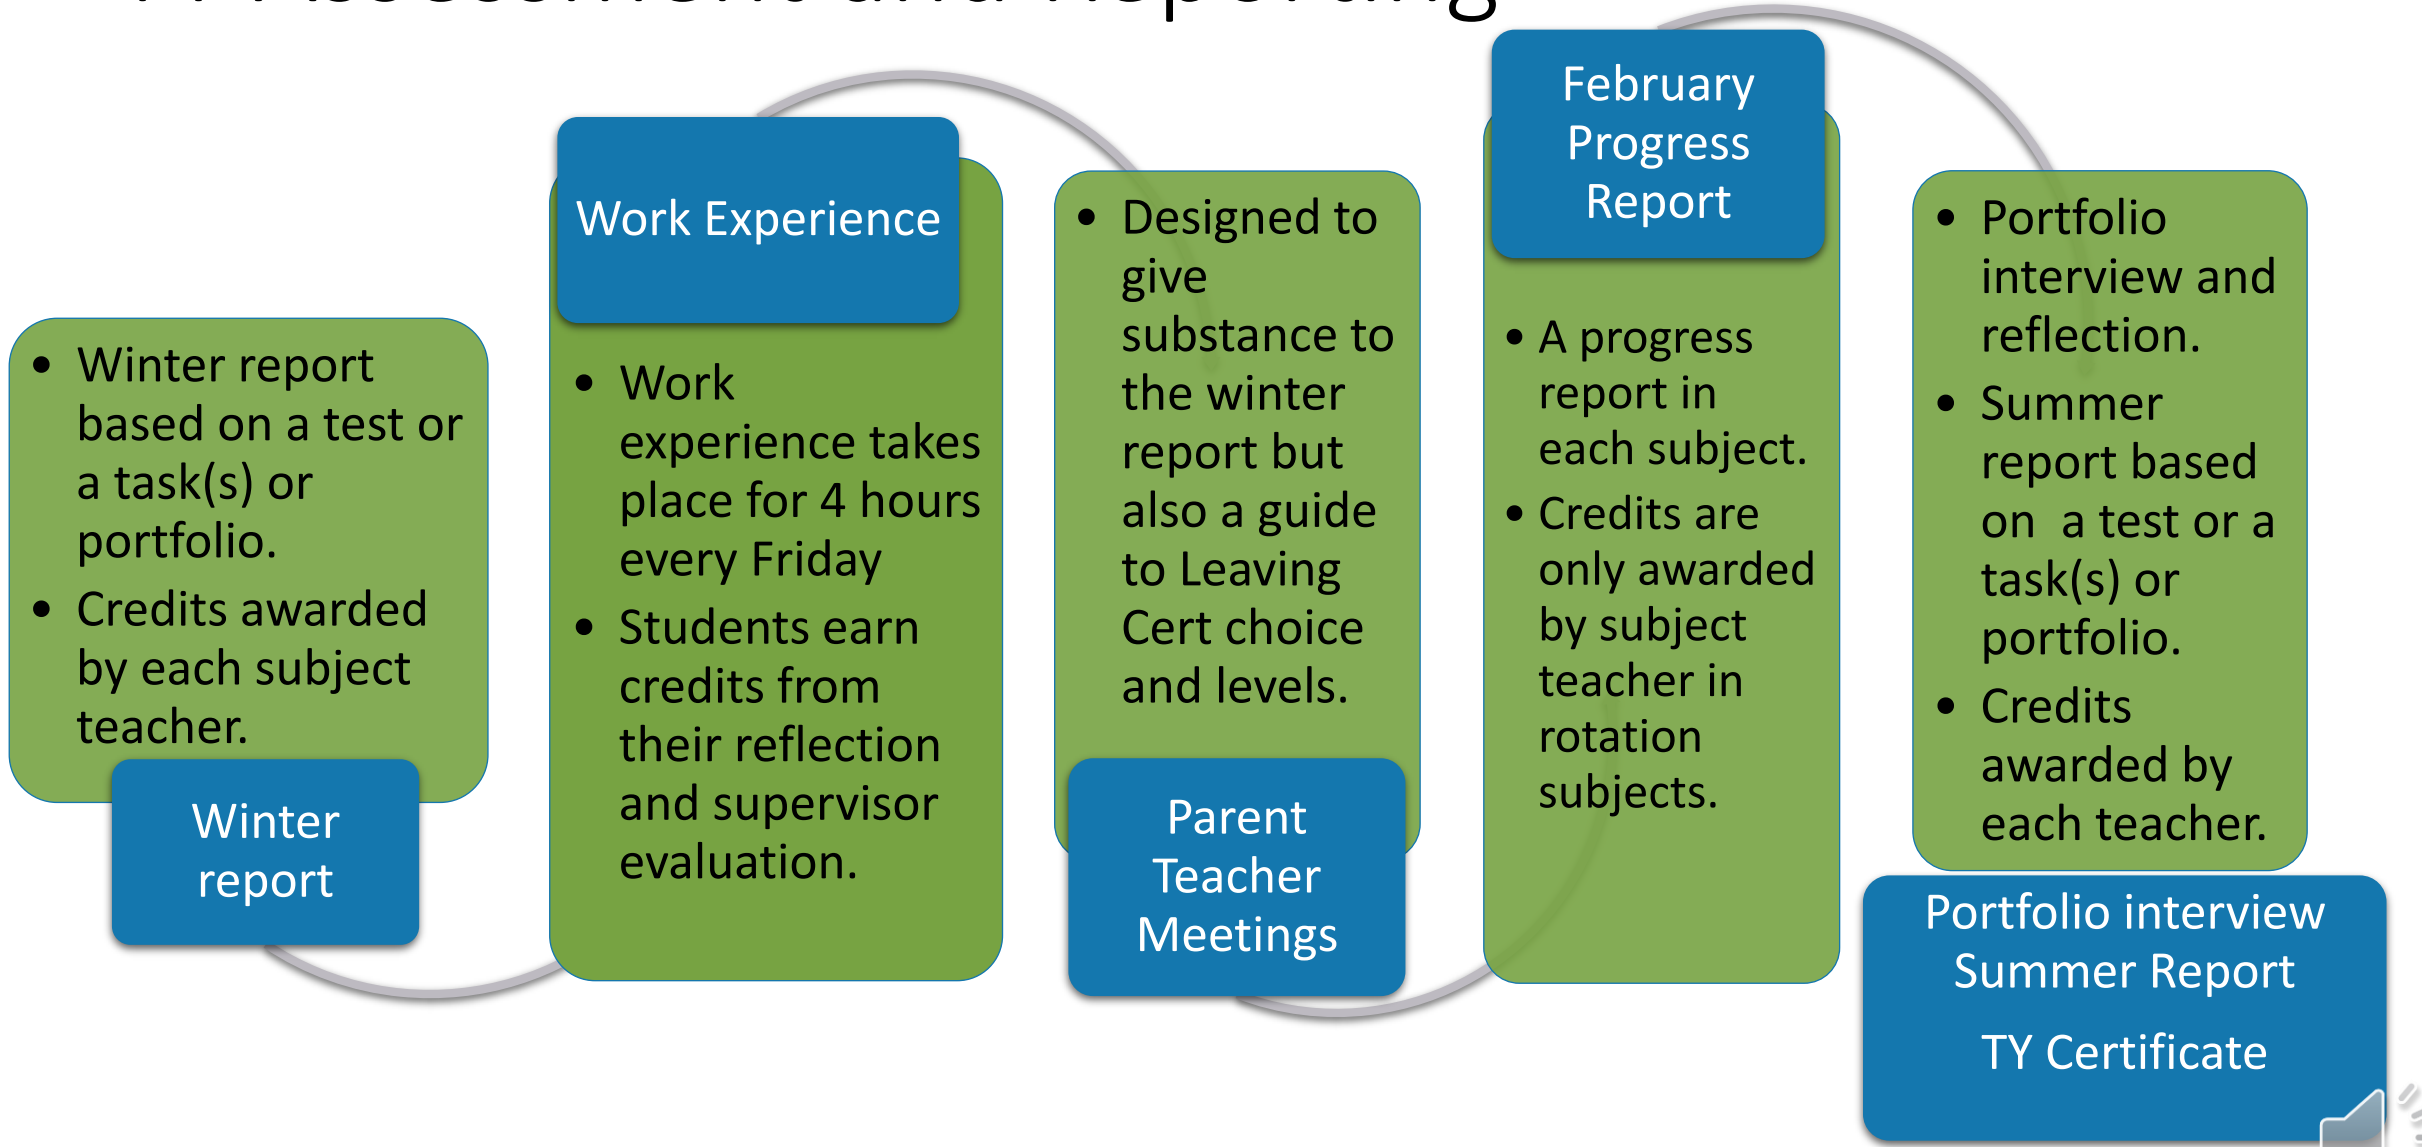 Assessment and Reporting
• Winter report
based on a test or
a task(s) or
portfolio.
• Credits awarded
by each subject
teacher.
Winter
report
Work Experience
• Work
experience takes
place for 4 hours
every Friday
• Students earn
credits from
their reflection
and supervisor
evaluation.
• Designed to
give
substance to
the winter
report but
also a guide
to Leaving
Cert choice
and levels.
Parent
Teacher
Meetings
February
Progress
Report
• A progress
report in
each subject.
• Credits are
only awarded
by subject
teacher in
rotation
subjects.
• Portfolio
interview and
reflection.
• Summer
report based
on  a test or a
task(s) or
portfolio.
• Credits
awarded by
each teacher.
Portfolio interview
Summer Report
TY Certificate